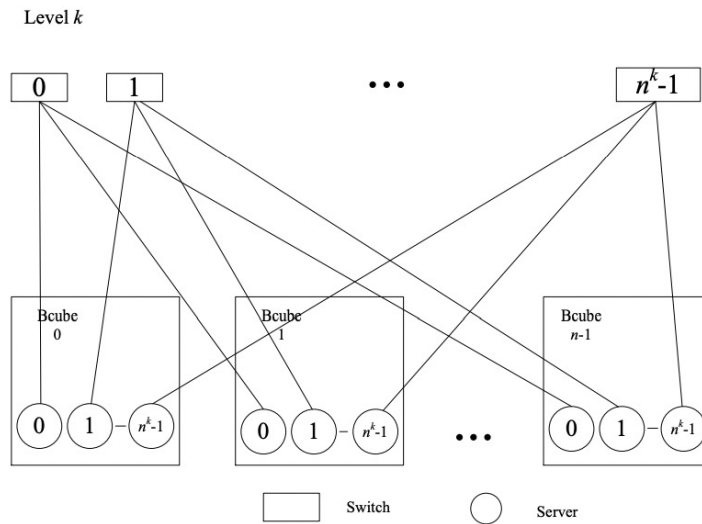 Level k
0 1 ... n^k-1
Bcube Bcube Bcube
0 1 n-1
0 1 – n^k-1 0 1 – n^k-1 ... 0 1 – n^k-1
Switch Server